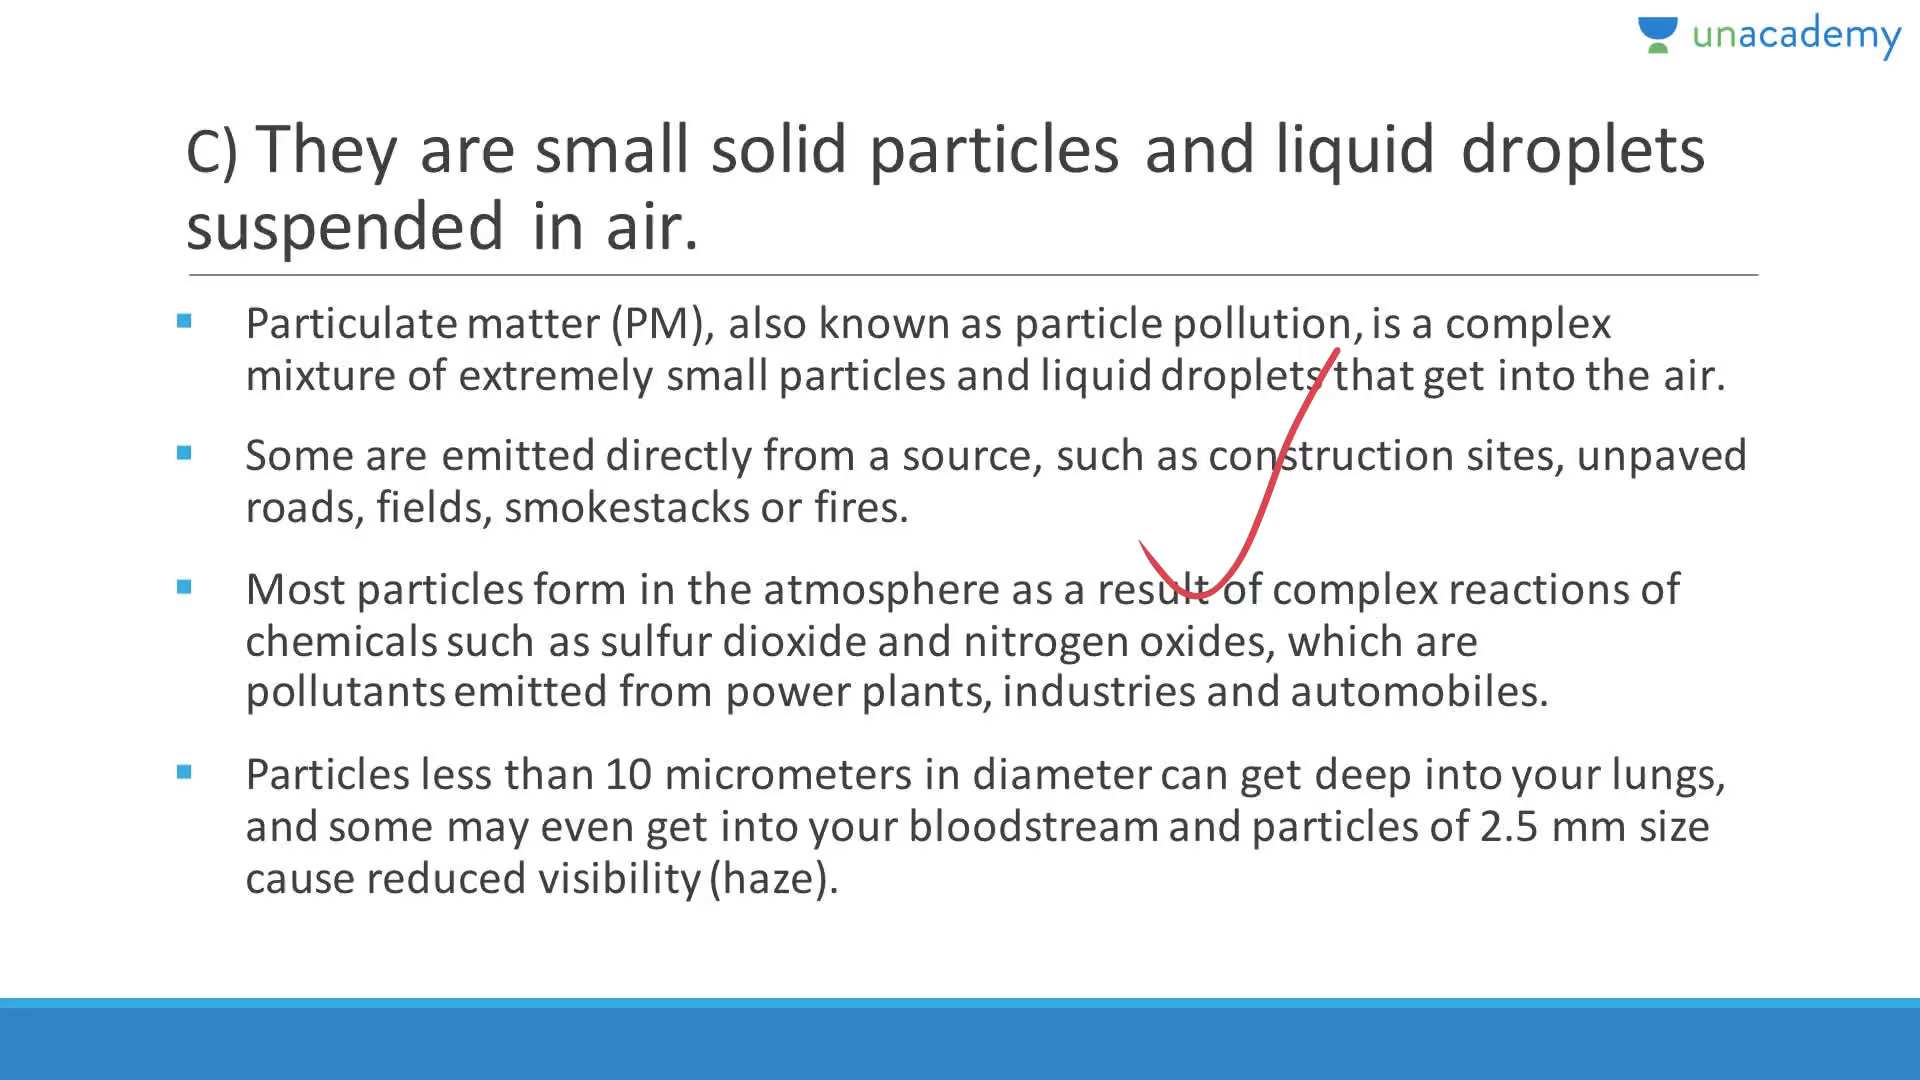 unacademy
C) They are small solid particles and liquid droplets
suspended in air.
Particulate matter (PM), also known as particle pollution, is a complex
mixture of extremely small particles and liquid droplets that get into the air.
Some are emitted directly from a source, such as construction sites, unpaved
roads, fields, smokestacks or fires.
Most particles form in the atmosphere as a result of complex reactions of
chemicals such as sulfur dioxide and nitrogen oxides, which are
pollutants emitted from power plants, industries and automobiles.
Particles less than 10 micrometers in diameter can get deep into your lungs,
and some may even get into your bloodstream and particles of 2.5 mm size
cause reduced visibility (haze).